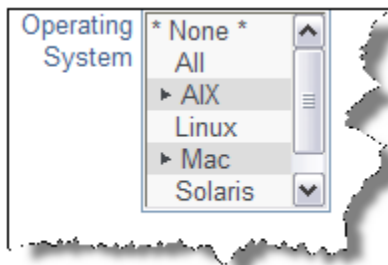 Operating
System
* None *
All
AIX
Linux
Mac
Solaris